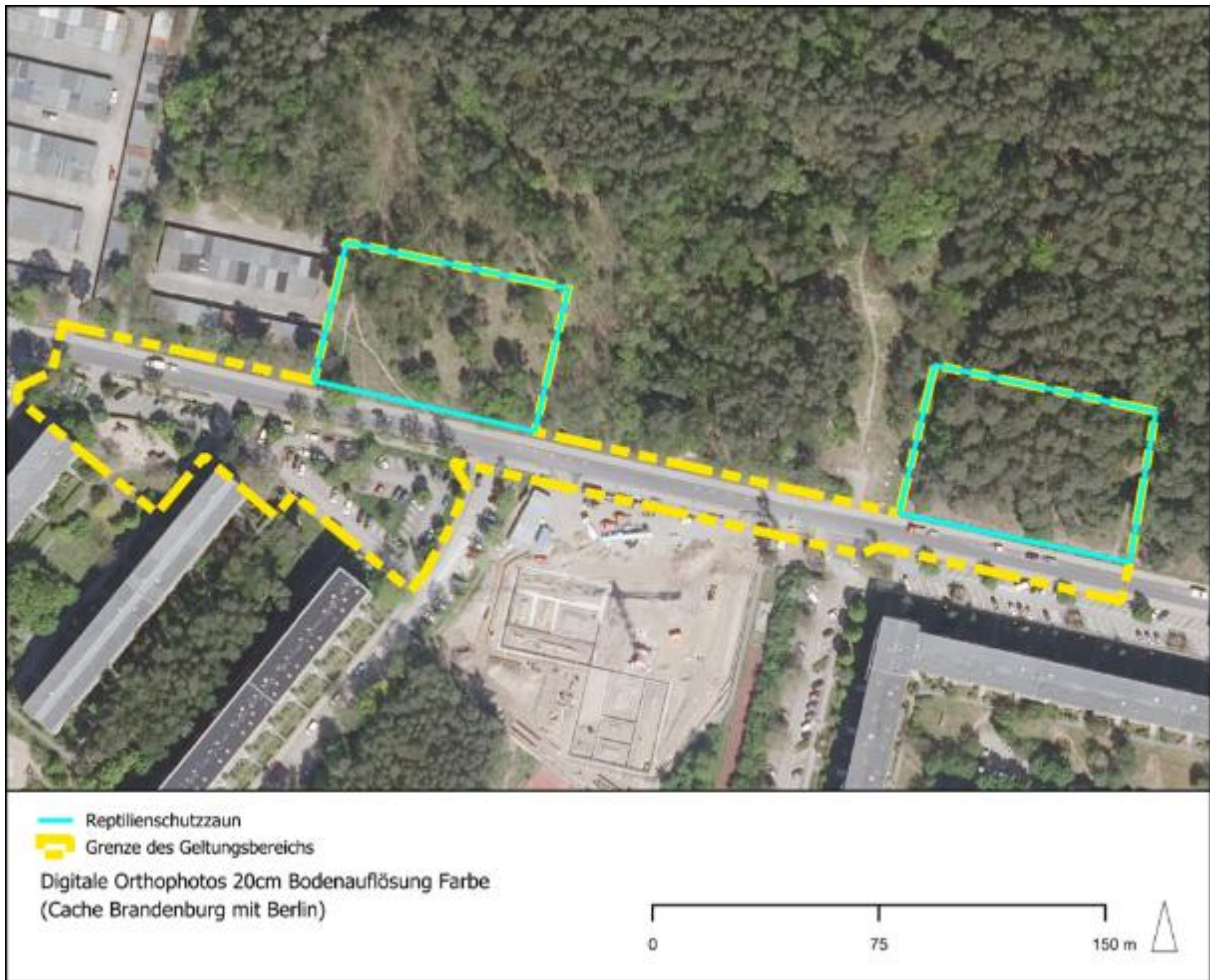 Reptilienschutzzaun
Grenze des Geltungsbereichs
Digitale Orthophotos 20cm Bodenauflösung Farbe
(Cache Brandenburg mit Berlin)
0 75 150 m